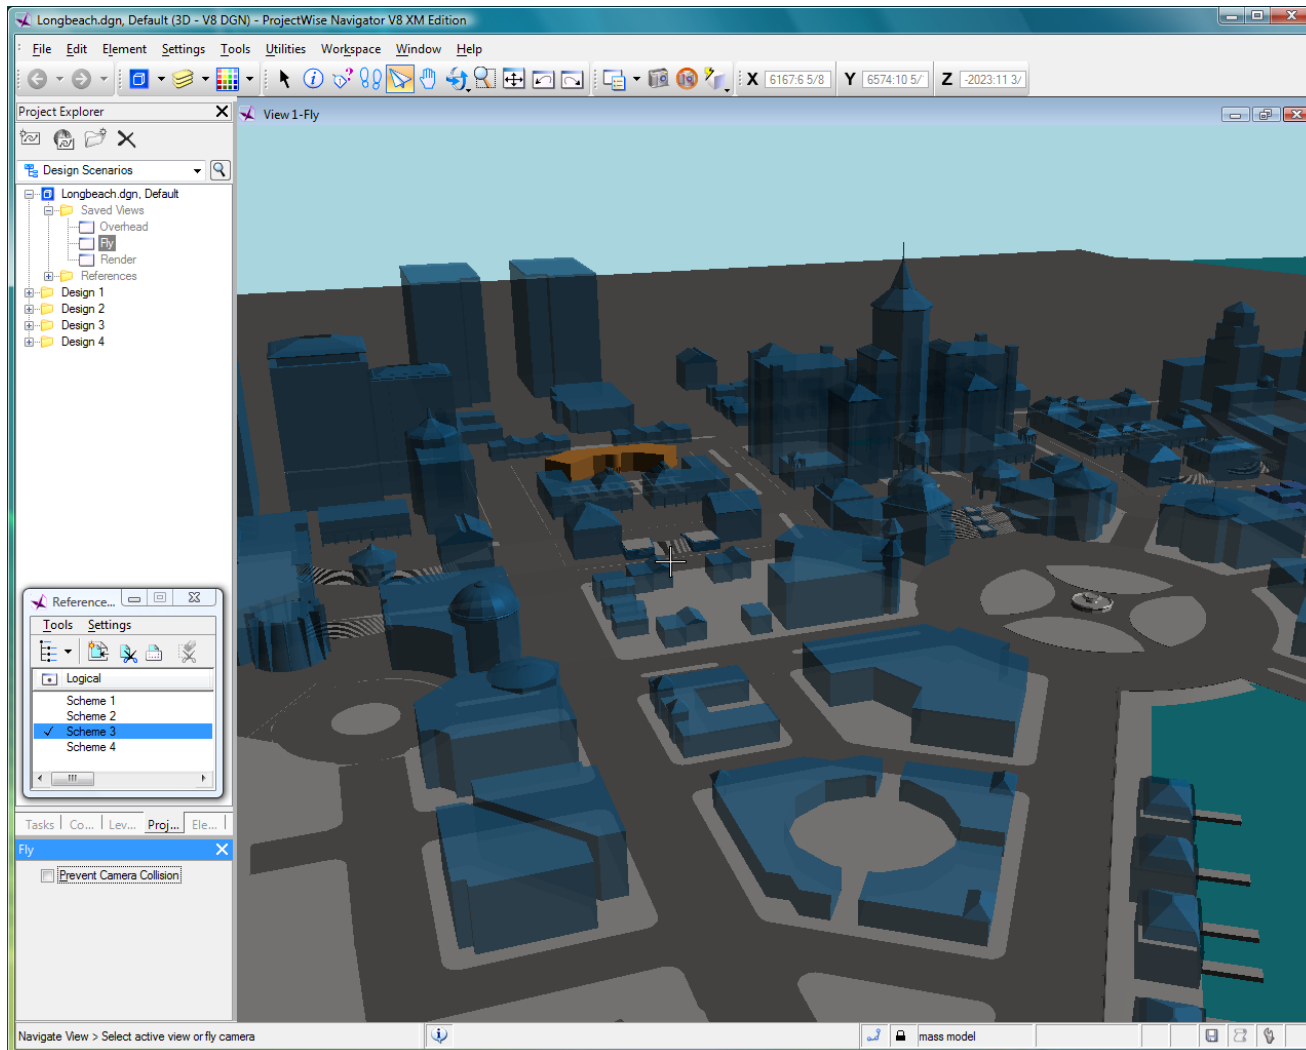 Longbeach.dgn, Default (3D - V8 DGN) - ProjectWise Navigator V8 XM Edition
File Edit Element Settings Tools Utilities Workspace Window Help
X 6167:6 5/8 Y 6574:10 5/ Z -2023:11 3/
Project Explorer
View 1-Fly
Design Scenarios
Longbeach.dgn, Default
Saved Views
Overhead
Fly
Render
References
Design 1
Design 2
Design 3
Design 4
Reference...
Tools Settings
Logical
Scheme 1
Scheme 2
Scheme 3
Scheme 4
Tasks Co... Lev... Proj... Ele...
Fly
Prevent Camera Collision
Navigate View > Select active view or fly camera
mass model